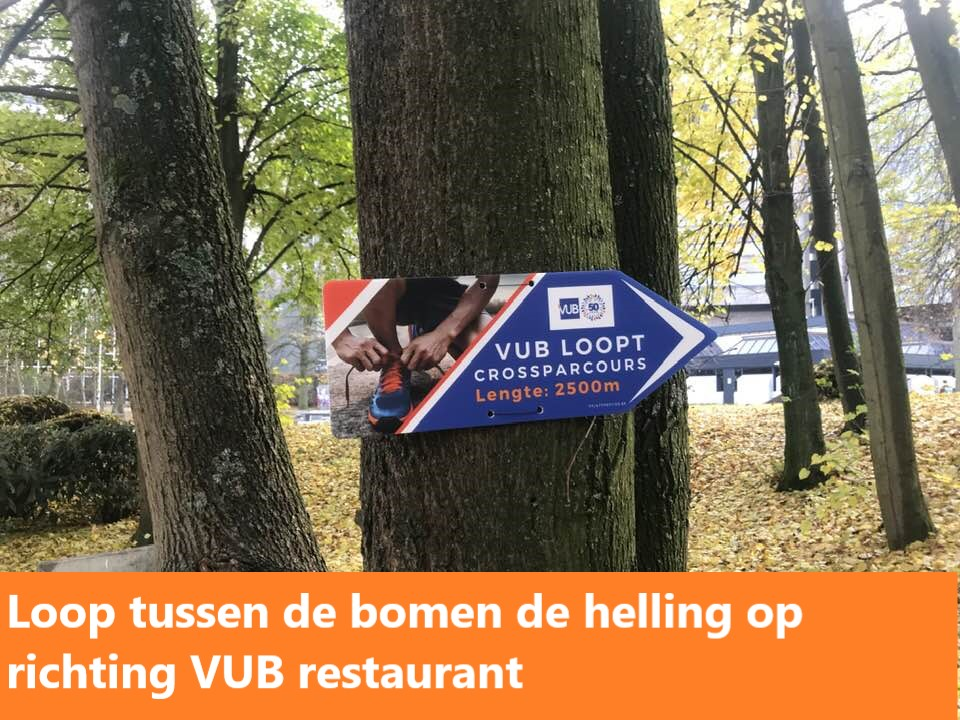 VUB
50
VUB LOOPT
CROSSPARCOURS
Lengte: 2500m
Loop tussen de bomen de helling op
richting VUB restaurant